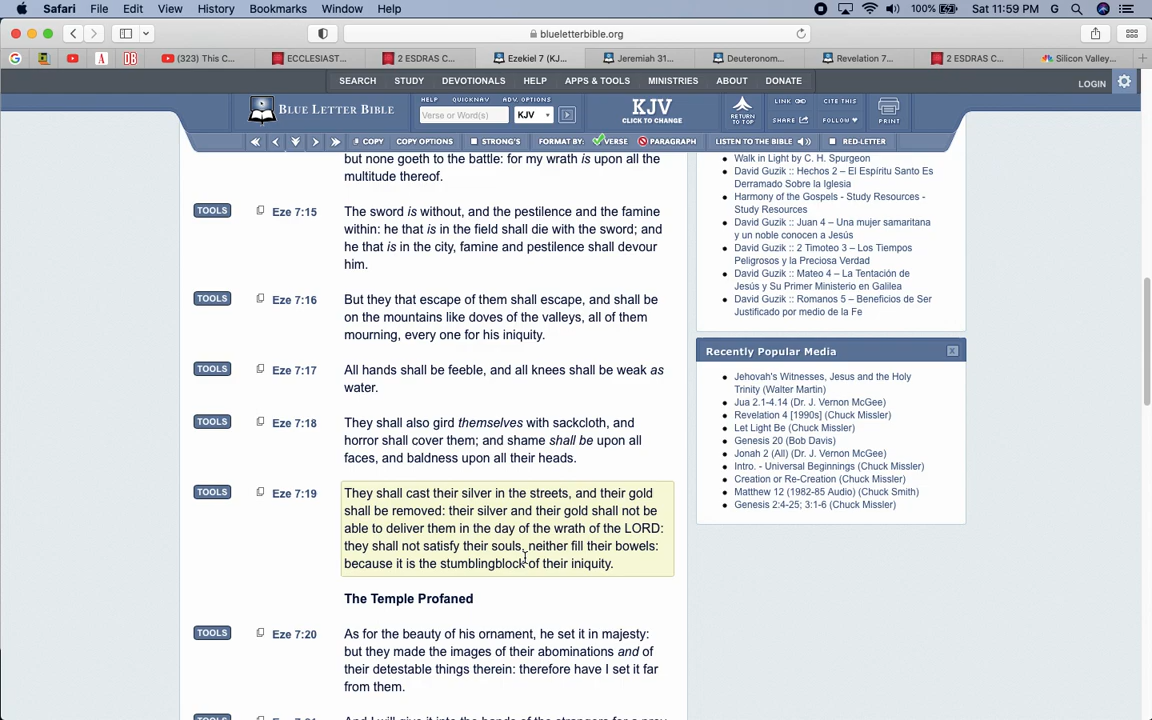 Safari File Edit View History Bookmarks Window Help 100% Sat 11:59 PM G
blueletterbible.org
(323) This C... ECCLESIAST... 2 ESDRAS C... Ezekiel 7 (KJ... Jeremiah 31... Deuteronom... Revelation 7... 2 ESDRAS C... Silicon Valley...
SEARCH STUDY DEVOTIONALS HELP APPS & TOOLS MINISTRIES ABOUT DONATE LOGIN
BLUE LETTER BIBLE HELP QUICKNAV ADV. OPTIONS KJV LINK CITE THIS
Verse or Word(s) KJV CLICK TO CHANGE RETURN TO TOP SHARE FOLLOW PRINT
COPY COPY OPTIONS STRONG'S FORMAT BY: VERSE PARAGRAPH LISTEN TO THE BIBLE RED-LETTER
but none goeth to the battle: for my wrath is upon all the
multitude thereof.
TOOLS Eze 7:15 The sword is without, and the pestilence and the famine
within: he that is in the field shall die with the sword; and
he that is in the city, famine and pestilence shall devour
him.
TOOLS Eze 7:16 But they that escape of them shall escape, and shall be
on the mountains like doves of the valleys, all of them
mourning, every one for his iniquity.
TOOLS Eze 7:17 All hands shall be feeble, and all knees shall be weak as
water.
TOOLS Eze 7:18 They shall also gird themselves with sackcloth, and
horror shall cover them; and shame shall be upon all
faces, and baldness upon all their heads.
TOOLS Eze 7:19 They shall cast their silver in the streets, and their gold
shall be removed: their silver and their gold shall not be
able to deliver them in the day of the wrath of the LORD:
they shall not satisfy their souls, neither fill their bowels:
because it is the stumblingblock of their iniquity.
The Temple Profaned
TOOLS Eze 7:20 As for the beauty of his ornament, he set it in majesty:
but they made the images of their abominations and of
their detestable things therein: therefore have I set it far
from them.
Walk in Light by C. H. Spurgeon
David Guzik :: Hechos 2 – El Espíritu Santo Es
Derramado Sobre la Iglesia
Harmony of the Gospels - Study Resources -
Study Resources
David Guzik :: Juan 4 – Una mujer samaritana
y un noble conocen a Jesús
David Guzik :: 2 Timoteo 3 – Los Tiempos
Peligrosos y la Preciosa Verdad
David Guzik :: Mateo 4 – La Tentación de
Jesús y Su Primer Ministerio en Galilea
David Guzik :: Romanos 5 – Beneficios de Ser
Justificado por medio de la Fe
Recently Popular Media
Jehovah's Witnesses, Jesus and the Holy
Trinity (Walter Martin)
Jua 2.1-4.14 (Dr. J. Vernon McGee)
Revelation 4 [1990s] (Chuck Missler)
Let Light Be (Chuck Missler)
Genesis 20 (Bob Davis)
Jonah 2 (All) (Dr. J. Vernon McGee)
Intro. - Universal Beginnings (Chuck Missler)
Creation or Re-Creation (Chuck Missler)
Matthew 12 (1982-85 Audio) (Chuck Smith)
Genesis 2:4-25; 3:1-6 (Chuck Missler)